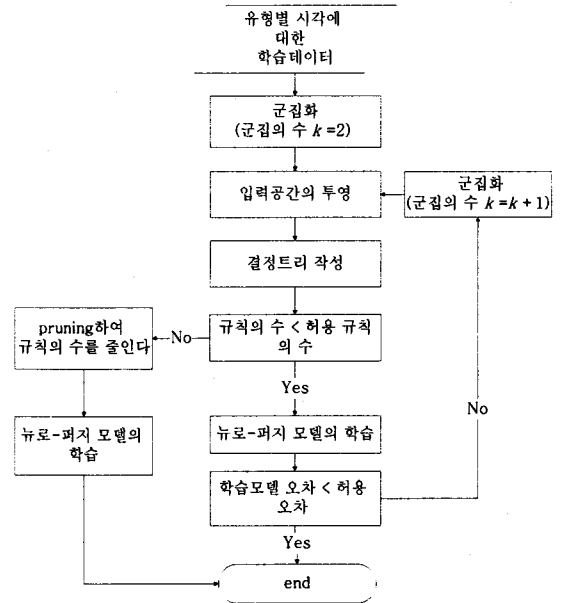 유형별 시각에
대한
학습데이터
군집화
(군집의 수 k =2)
입력공간의 투영
군집화
(군집의 수 k =k + 1)
결정트리 작성
pruning하여
규칙의 수를 줄인다
No
규칙의 수 < 허용 규칙
의 수
Yes
No
뉴로-퍼지 모델의
학습
뉴로-퍼지 모델의 학습
학습모델 오차 < 허용
오차
Yes
end